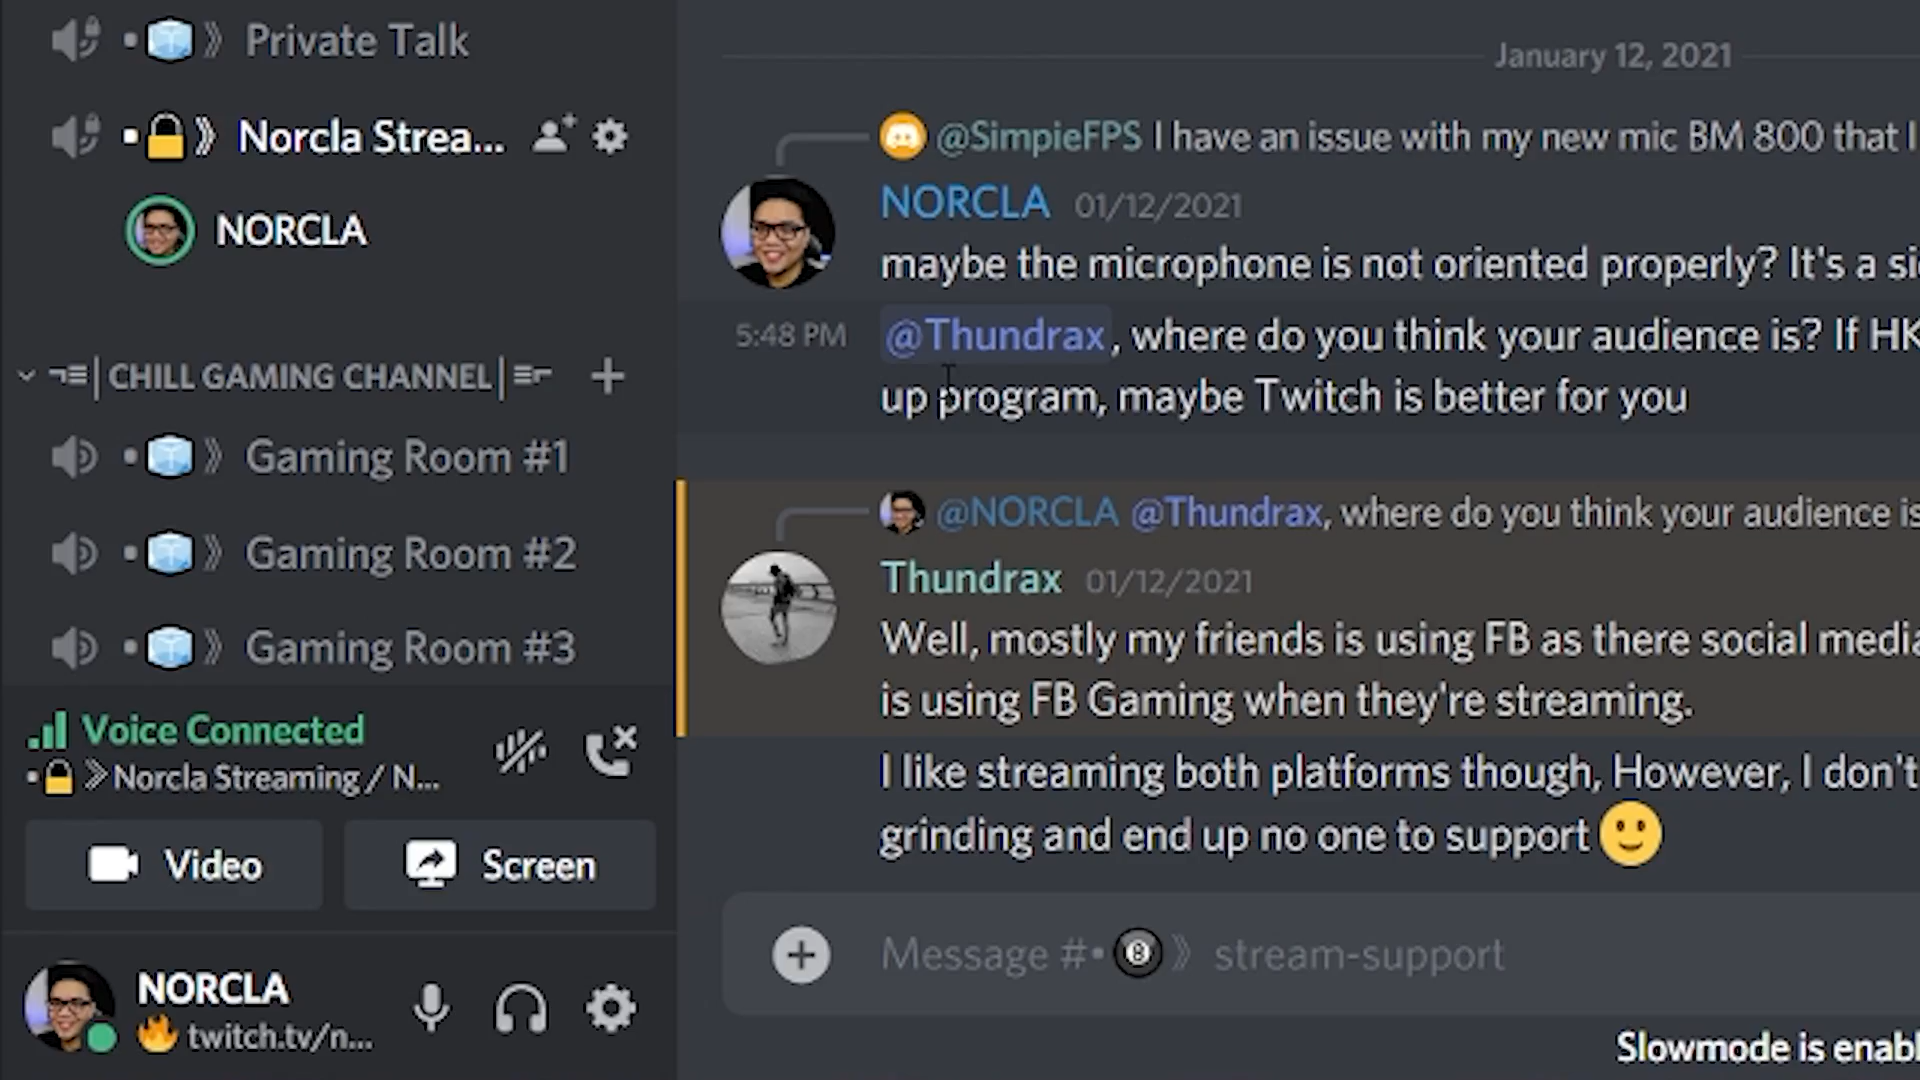 Private Talk
Norcla Strea...
NORCLA
CHILL GAMING CHANNEL
Gaming Room #1
Gaming Room #2
Gaming Room #3
Voice Connected
Norcla Streaming / N...
Video
Screen
NORCLA
twitch.tv/n...
January 12, 2021
@SimpieFPS I have an issue with my new mic BM 800 that I
NORCLA 01/12/2021
maybe the microphone is not oriented properly? It's a
5:48 PM @Thundrax, where do you think your audience is? If HK
up program, maybe Twitch is better for you
@NORCLA @Thundrax, where do you think your audience is
Thundrax 01/12/2021
Well, mostly my friends is using FB as there social media
is using FB Gaming when they're streaming.
I like streaming both platforms though, However, I don't
grinding and end up no one to support
Message #• 8 》 stream-support
Slowmode is